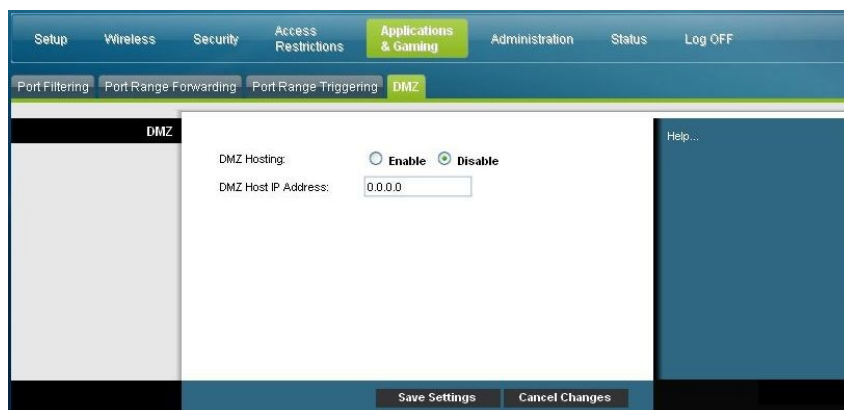 Setup Wireless Security Access Restrictions Applications & Gaming Administration Status Log OFF
Port Filtering Port Range Forwarding Port Range Triggering DMZ
DMZ
Help...
DMZ Hosting: Enable Disable
DMZ Host IP Address: 0.0.0.0
Save Settings Cancel Changes